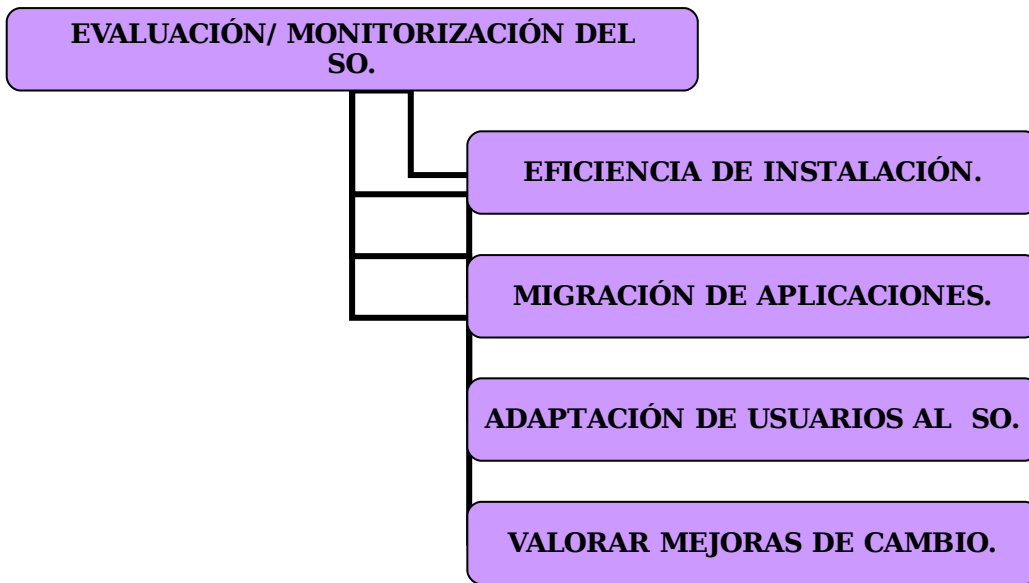 EVALUACIÓN/ MONITORIZACIÓN DEL
SO.
EFICIENCIA DE INSTALACIÓN.
MIGRACIÓN DE APLICACIONES.
ADAPTACIÓN DE USUARIOS AL  SO.
VALORAR MEJORAS DE CAMBIO.